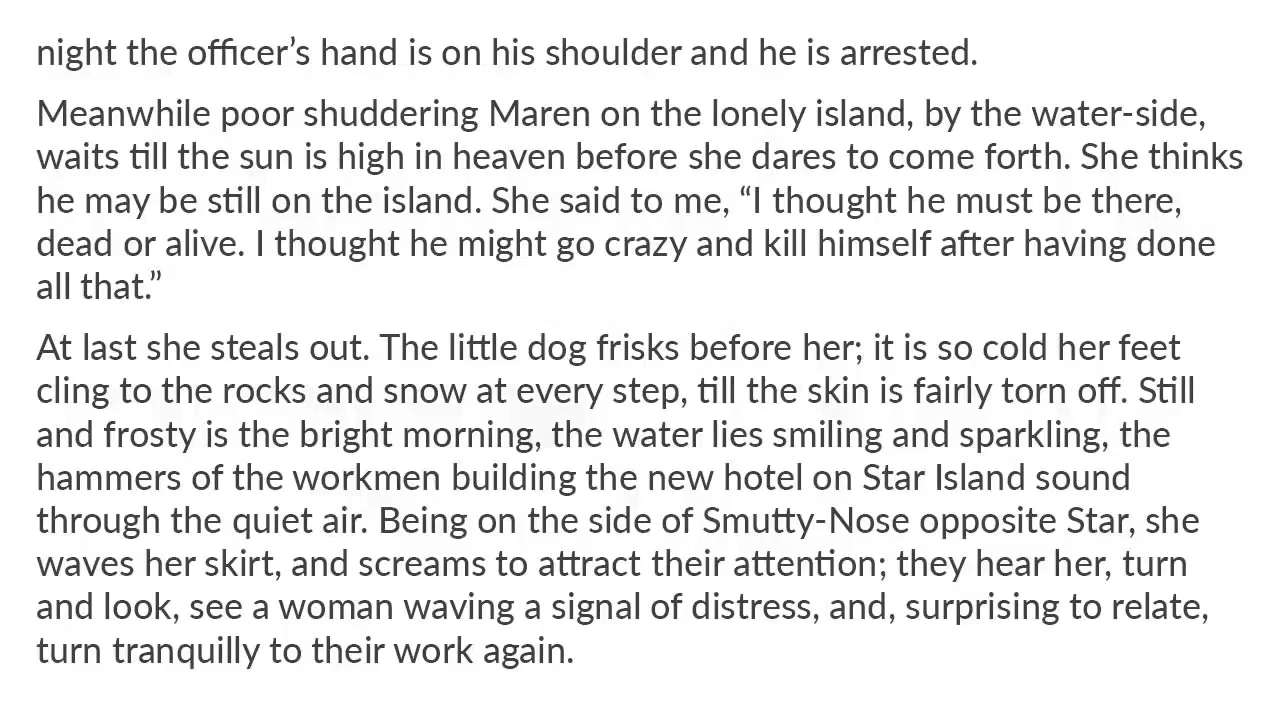 night the officer’s hand is on his shoulder and he is arrested.
Meanwhile poor shuddering Maren on the lonely island, by the water-side,
waits till the sun is high in heaven before she dares to come forth. She thinks
he may be still on the island. She said to me, “I thought he must be there,
dead or alive. I thought he might go crazy and kill himself after having done
all that.”
At last she steals out. The little dog frisks before her; it is so cold her feet
cling to the rocks and snow at every step, till the skin is fairly torn off. Still
and frosty is the bright morning, the water lies smiling and sparkling, the
hammers of the workmen building the new hotel on Star Island sound
through the quiet air. Being on the side of Smutty-Nose opposite Star, she
waves her skirt, and screams to attract their attention; they hear her, turn
and look, see a woman waving a signal of distress, and, surprising to relate,
turn tranquilly to their work again.